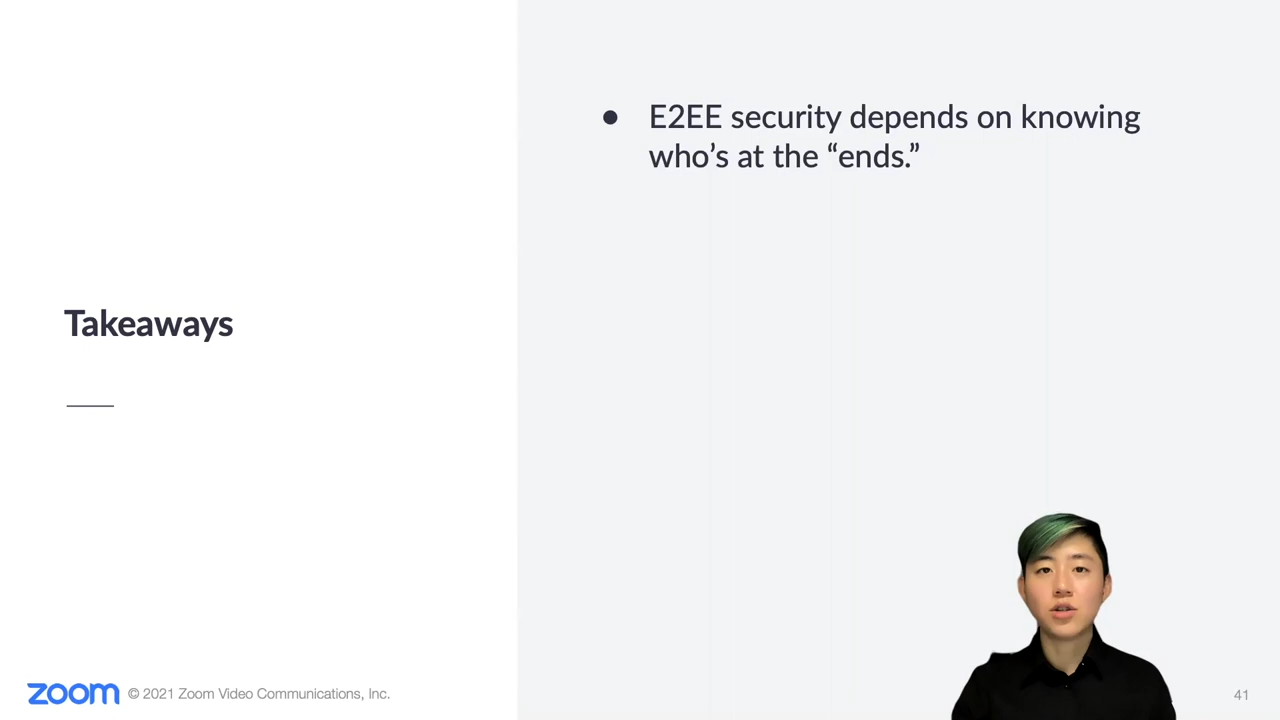 ● E2EE security depends on knowing
who’s at the “ends.”
Takeaways
zoom © 2021 Zoom Video Communications, Inc.
41